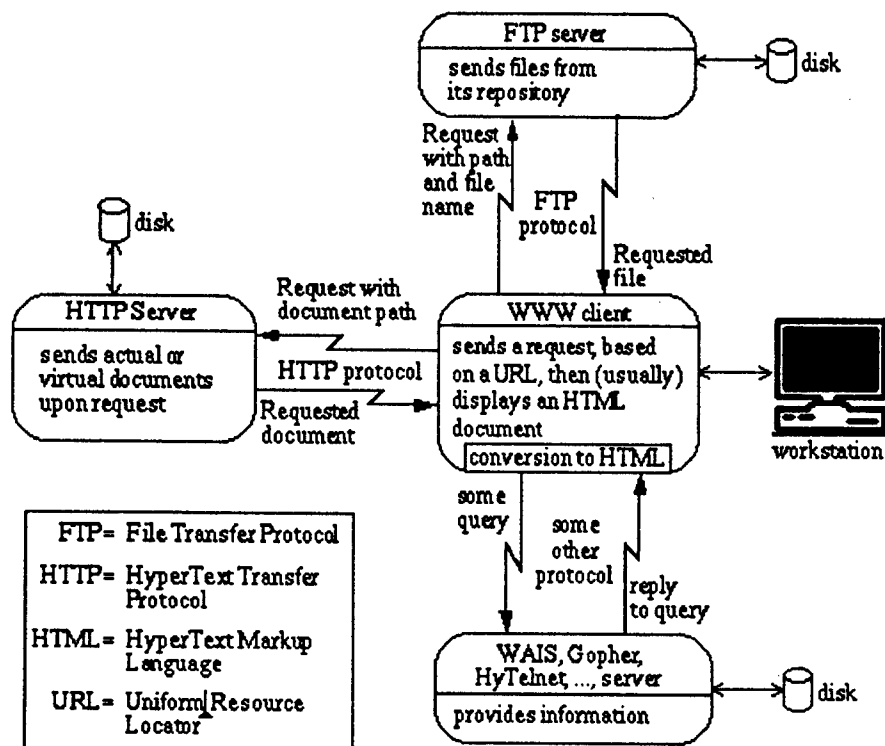 FTP server
sends files from
its repository
disk
Request
with path
and file
name
FTP
protocol
Requested
file
disk
HTTP Server
sends actual or
virtual documents
upon request
Request with
document path
HTTP protocol
Requested
document
WWW client
sends a request, based
on a URL, then (usually)
displays an HTML
document
conversion to HTML
workstation
some
query
some
other
protocol
reply
to query
WAIS, Gopher,
HyTelnet, ..., server
provides information
disk
FTP= File Transfer Protocol
HTTP= HyperText Transfer
Protocol
HTML= HyperText Markup
Language
URL= Uniform Resource
Locator